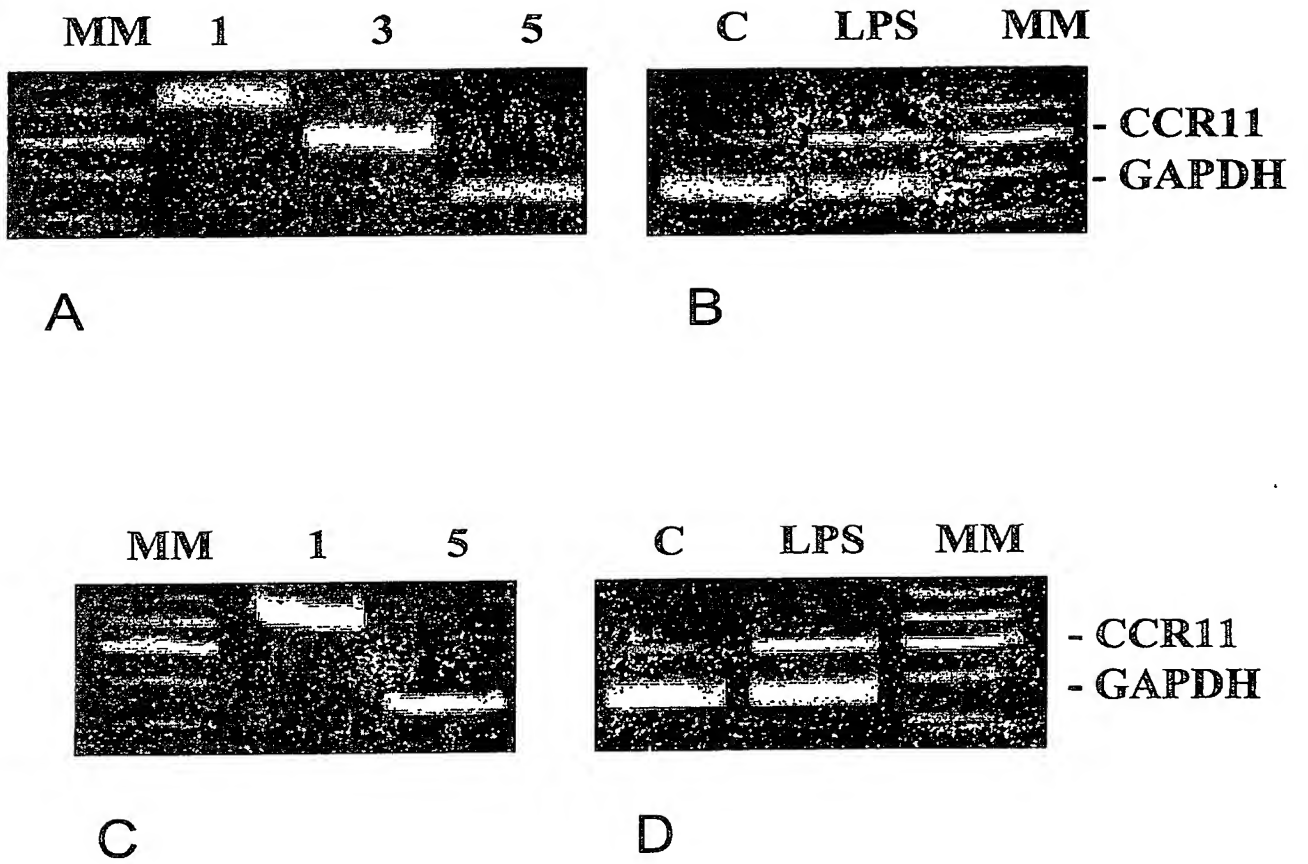 MM 1 3 5
C LPS MM
- CCR11
- GAPDH
A
B
MM 1 5
C LPS MM
- CCR11
- GAPDH
C
D